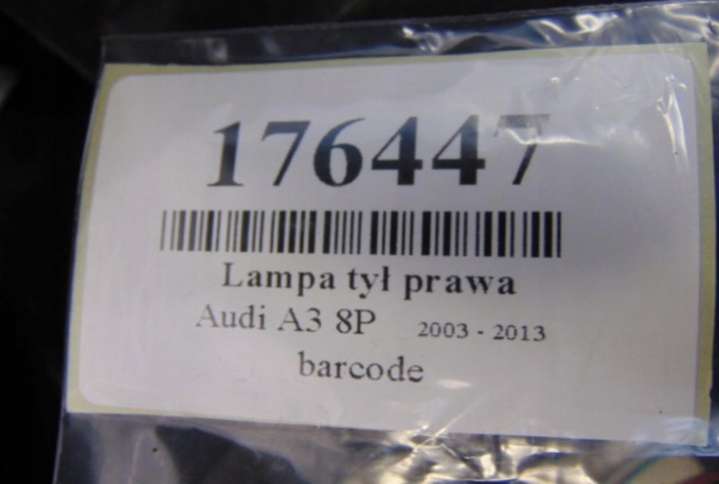 176447
Lampa tył prawa
Audi A3 8P 2003 - 2013
barcode